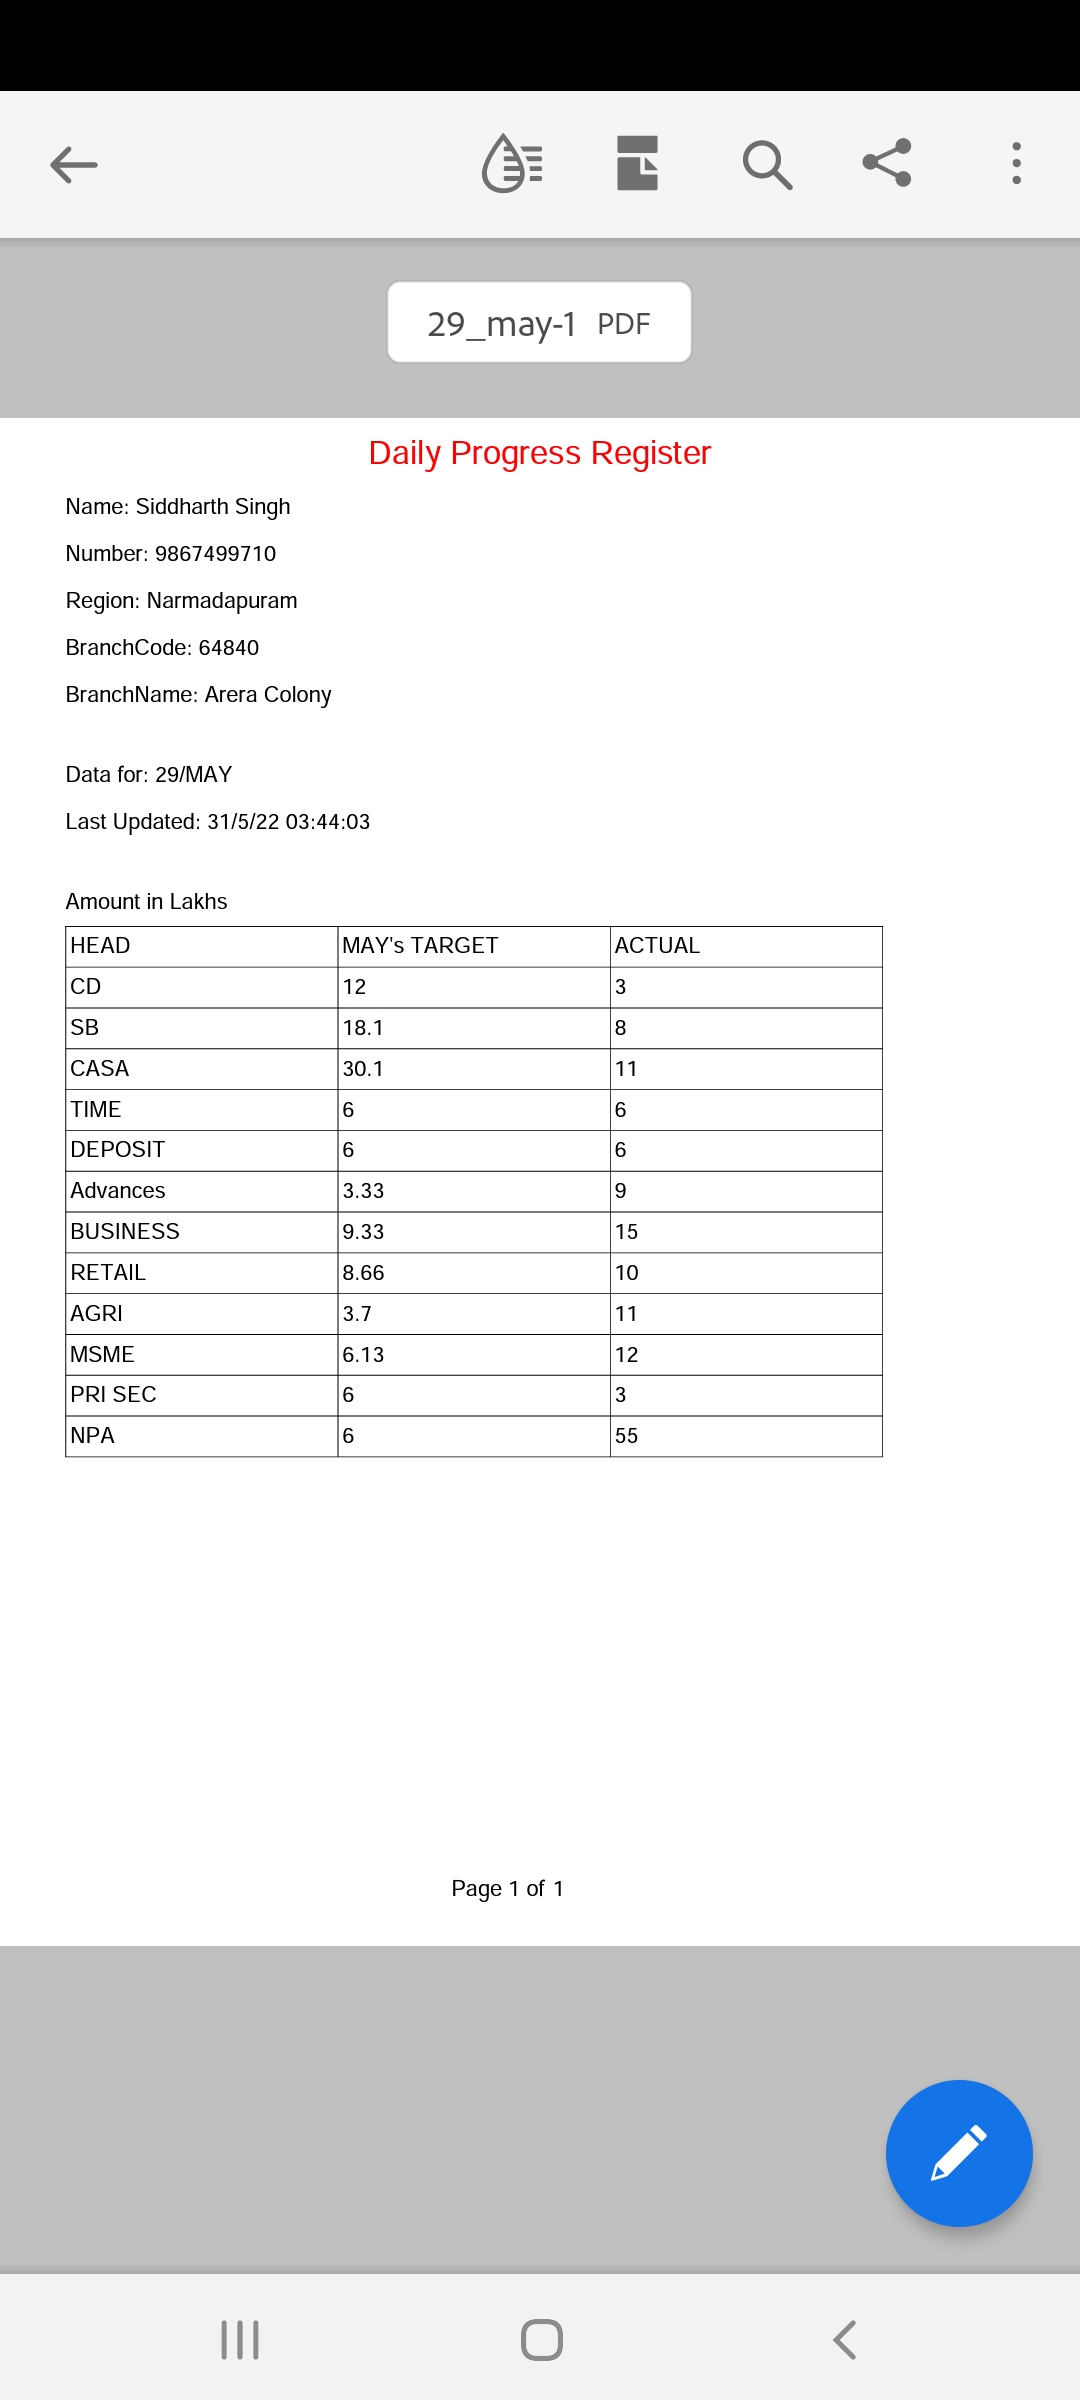 29_may-1 PDF
Daily Progress Register
Name: Siddharth Singh
Number: 9867499710
Region: Narmadapuram
BranchCode: 64840
BranchName: Arera Colony
Data for: 29/MAY
Last Updated: 31/5/22 03:44:03
Amount in Lakhs
HEAD MAY's TARGET ACTUAL
CD 12 3
SB 18.1 8
CASA 30.1 11
TIME 6 6
DEPOSIT 6 6
Advances 3.33 9
BUSINESS 9.33 15
RETAIL 8.66 10
AGRI 3.7 11
MSME 6.13 12
PRI SEC 6 3
NPA 6 55
Page 1 of 1